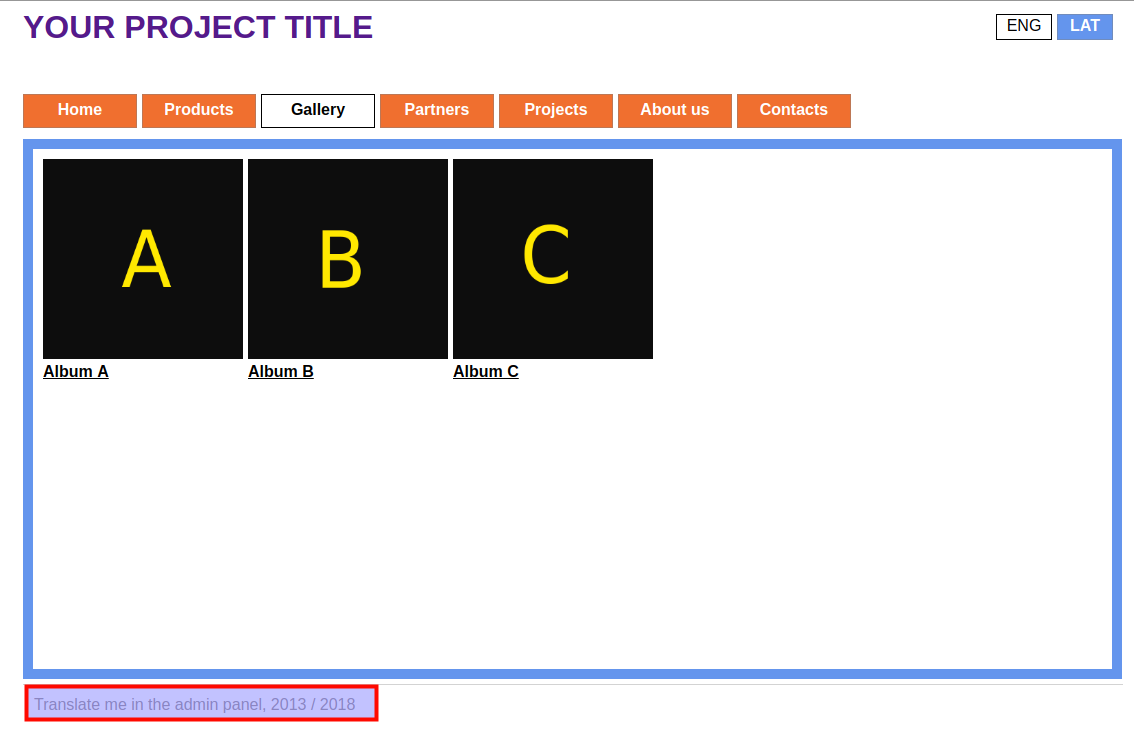 YOUR PROJECT TITLE
ENG LAT
Home Products Gallery Partners Projects About us Contacts
A B C
Album A Album B Album C
Translate me in the admin panel, 2013 / 2018